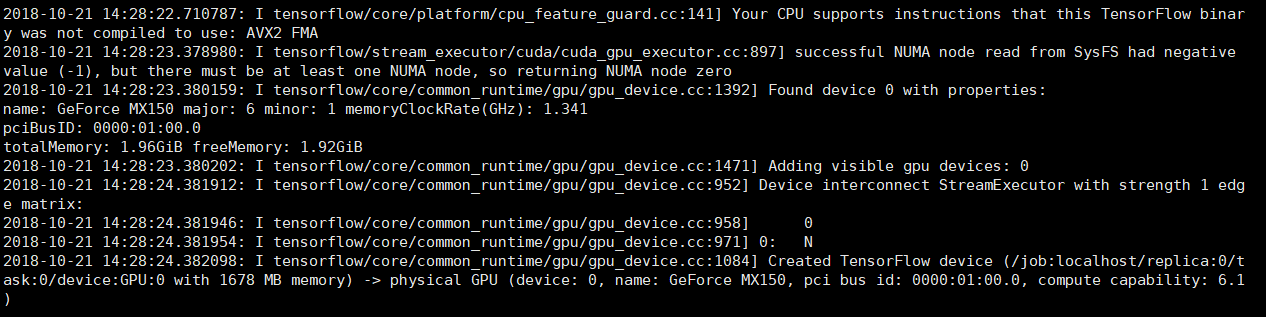 2018-10-21 14:28:22.710787: I tensorflow/core/platform/cpu_feature_guard.cc:141] Your CPU supports instructions that this TensorFlow binar
y was not compiled to use: AVX2 FMA
2018-10-21 14:28:23.378980: I tensorflow/stream_executor/cuda/cuda_gpu_executor.cc:897] successful NUMA node read from SysFS had negative
value (-1), but there must be at least one NUMA node, so returning NUMA node zero
2018-10-21 14:28:23.380159: I tensorflow/core/common_runtime/gpu/gpu_device.cc:1392] Found device 0 with properties:
name: GeForce MX150 major: 6 minor: 1 memoryClockRate(GHz): 1.341
pciBusID: 0000:01:00.0
totalMemory: 1.96GiB freeMemory: 1.92GiB
2018-10-21 14:28:23.380202: I tensorflow/core/common_runtime/gpu/gpu_device.cc:1471] Adding visible gpu devices: 0
2018-10-21 14:28:24.381912: I tensorflow/core/common_runtime/gpu/gpu_device.cc:952] Device interconnect StreamExecutor with strength 1 edg
e matrix:
2018-10-21 14:28:24.381946: I tensorflow/core/common_runtime/gpu/gpu_device.cc:958]      0
2018-10-21 14:28:24.381954: I tensorflow/core/common_runtime/gpu/gpu_device.cc:971] 0:   N
2018-10-21 14:28:24.382098: I tensorflow/core/common_runtime/gpu/gpu_device.cc:1084] Created TensorFlow device (/job:localhost/replica:0/t
ask:0/device:GPU:0 with 1678 MB memory) -> physical GPU (device: 0, name: GeForce MX150, pci bus id: 0000:01:00.0, compute capability: 6.1
)